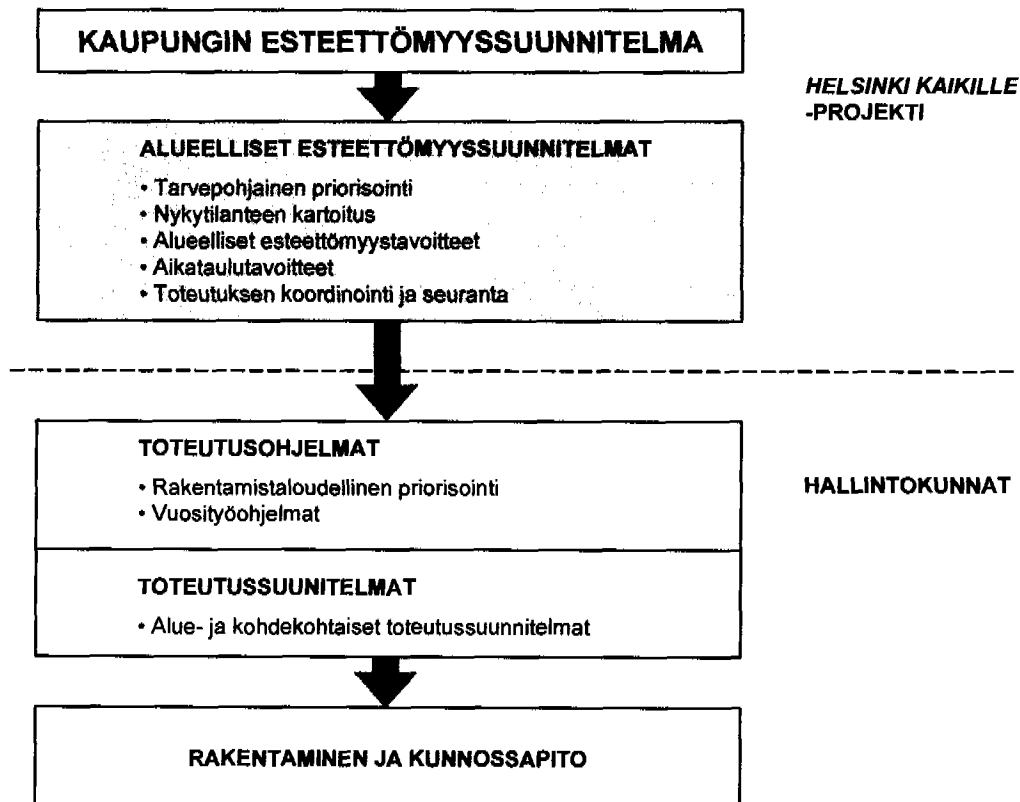 KAUPUNGIN ESTEETTÖMYYSSUUNNITELMA
HELSINKI KAIKILLE
-PROJEKTI
ALUEELLISET ESTEETTÖMYYSSUUNNITELMAT
• Tarvepohjainen priorisointi
• Nykytilanteen kartoitus
• Alueelliset esteettömyystavoitteet
• Aikataulutavoitteet
• Toteutuksen koordinointi ja seuranta
TOTEUTUSOHJELMAT
• Rakentamistaloudellinen priorisointi
• Vuosityöohjelmat
HALLINTOKUNNAT
TOTEUTUSSUUNITELMAT
• Alue- ja kohdekohtaiset toteutussuunnitelmat
RAKENTAMINEN JA KUNNOSSAPITO